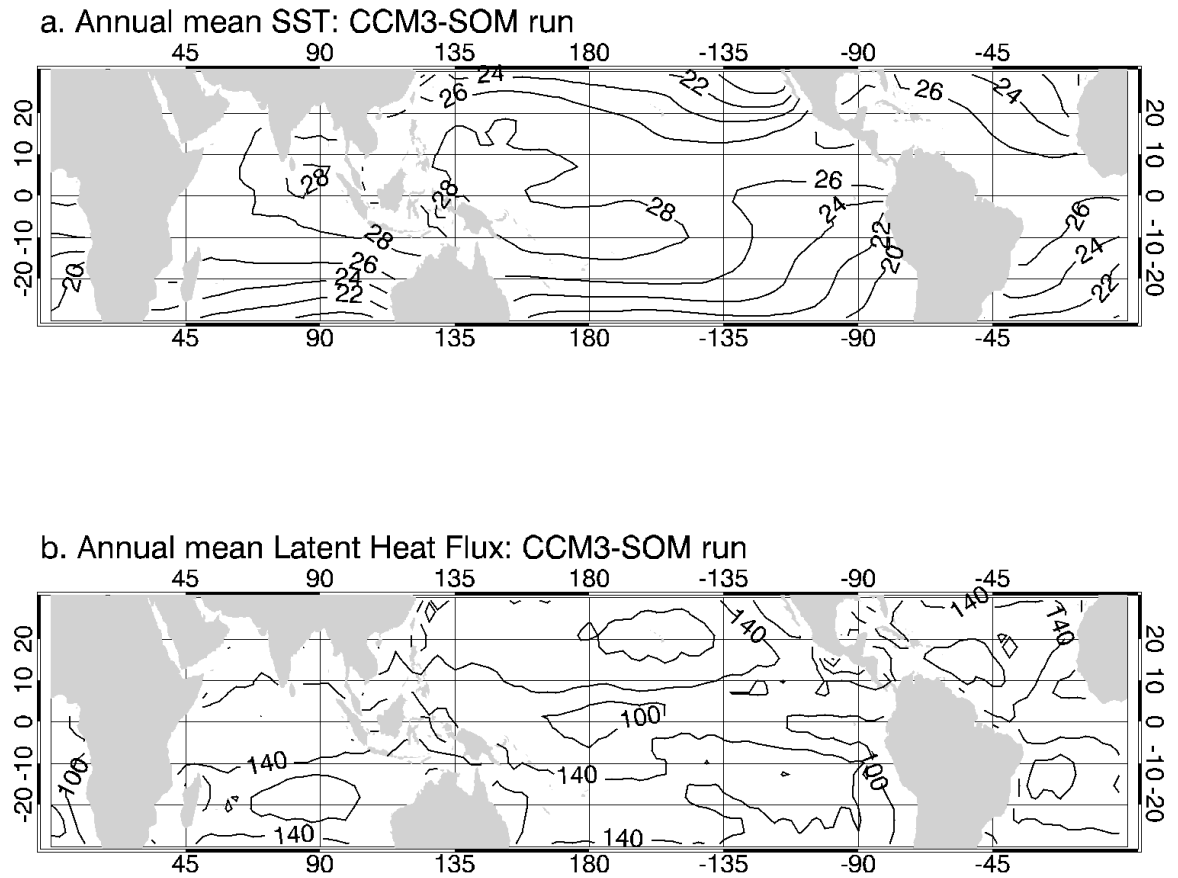 a. Annual mean SST: CCM3-SOM run
45 90 135 180 -135 -90 -45
24 22 26 24
26
20 20
10 10
28 28 26
0 0
28 24 26
-10 28 22 24 -10
26 20
-20 20 24 22 -20
22
45 90 135 180 -135 -90 -45
b. Annual mean Latent Heat Flux: CCM3-SOM run
45 90 135 180 -135 -90 -45
140 140 140
20 20
10 10
0 100 0
-10 100 140 140 100 -10
-20 -20
140 140
45 90 135 180 -135 -90 -45